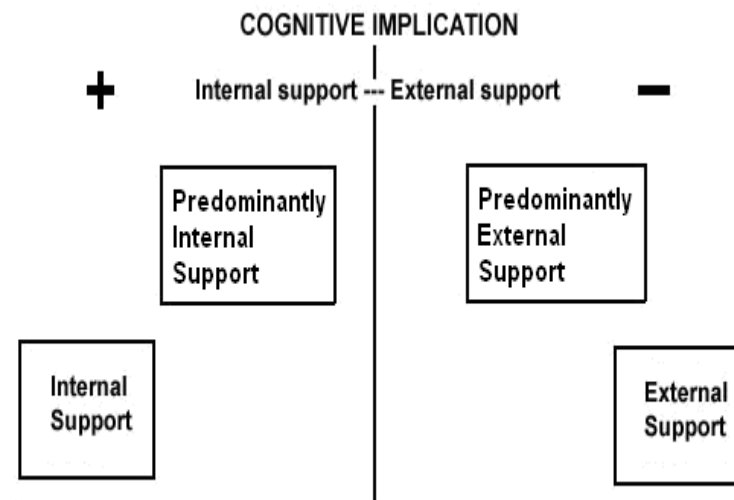 COGNITIVE IMPLICATION
+ Internal support --- External support −
Predominantly
Internal
Support
Predominantly
External
Support
Internal
Support
External
Support